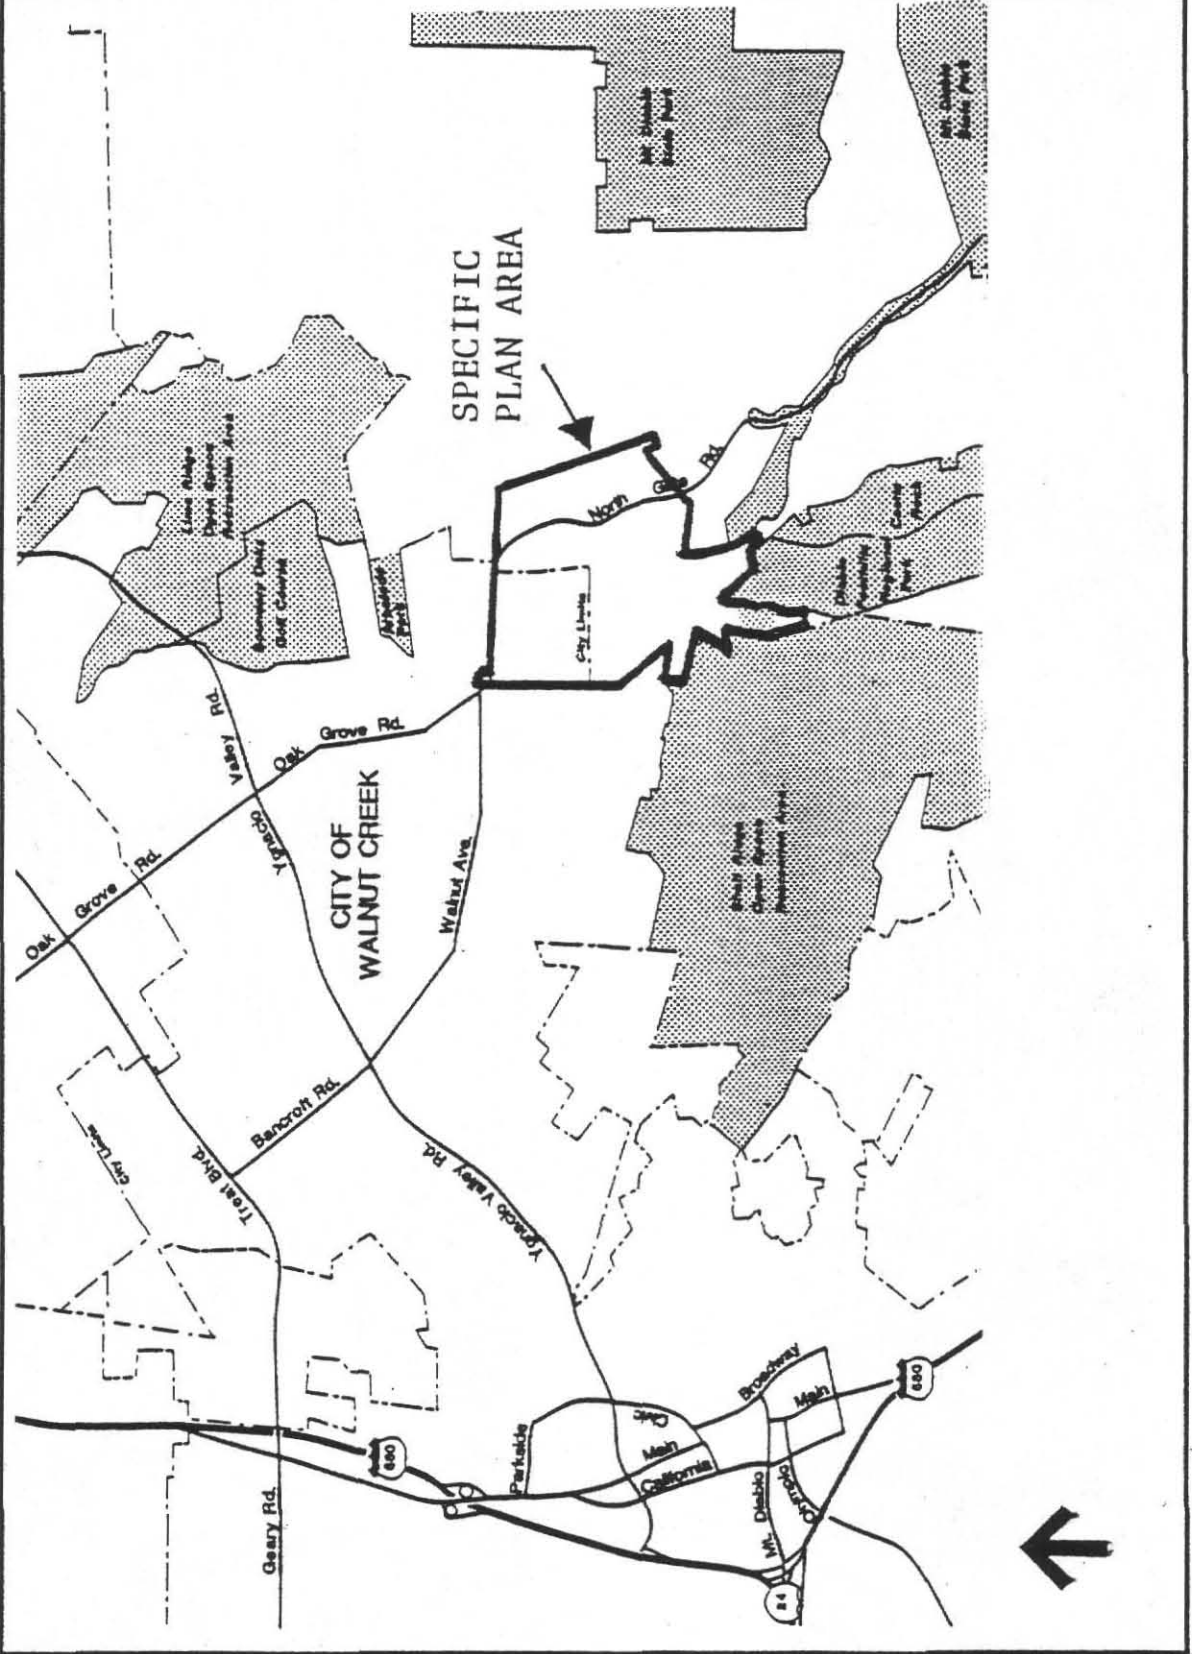 Mt Diablo
State Park
Mt Diablo
State Park
SPECIFIC
PLAN AREA
Lime Ridge
Open Space
Recreation Area
Boundary Oaks
Golf Course
Arbolado
Park
North
Gate
Rd.
City Limits
Diablo
Foothills
Regional
Park
Castle
Rock
Shell Ridge
Open Space
Recreation Area
Valley Rd.
Ygnacio
Oak Grove Rd.
Oak Grove Rd.
CITY OF
WALNUT CREEK
Walnut Ave.
Bancroft Rd.
Treat Blvd.
City Limits
Ygnacio Valley Rd.
Geary Rd.
680
Parkside
Civic
Main
California
Broadway
Main
Mt. Diablo
Olympic
680
24